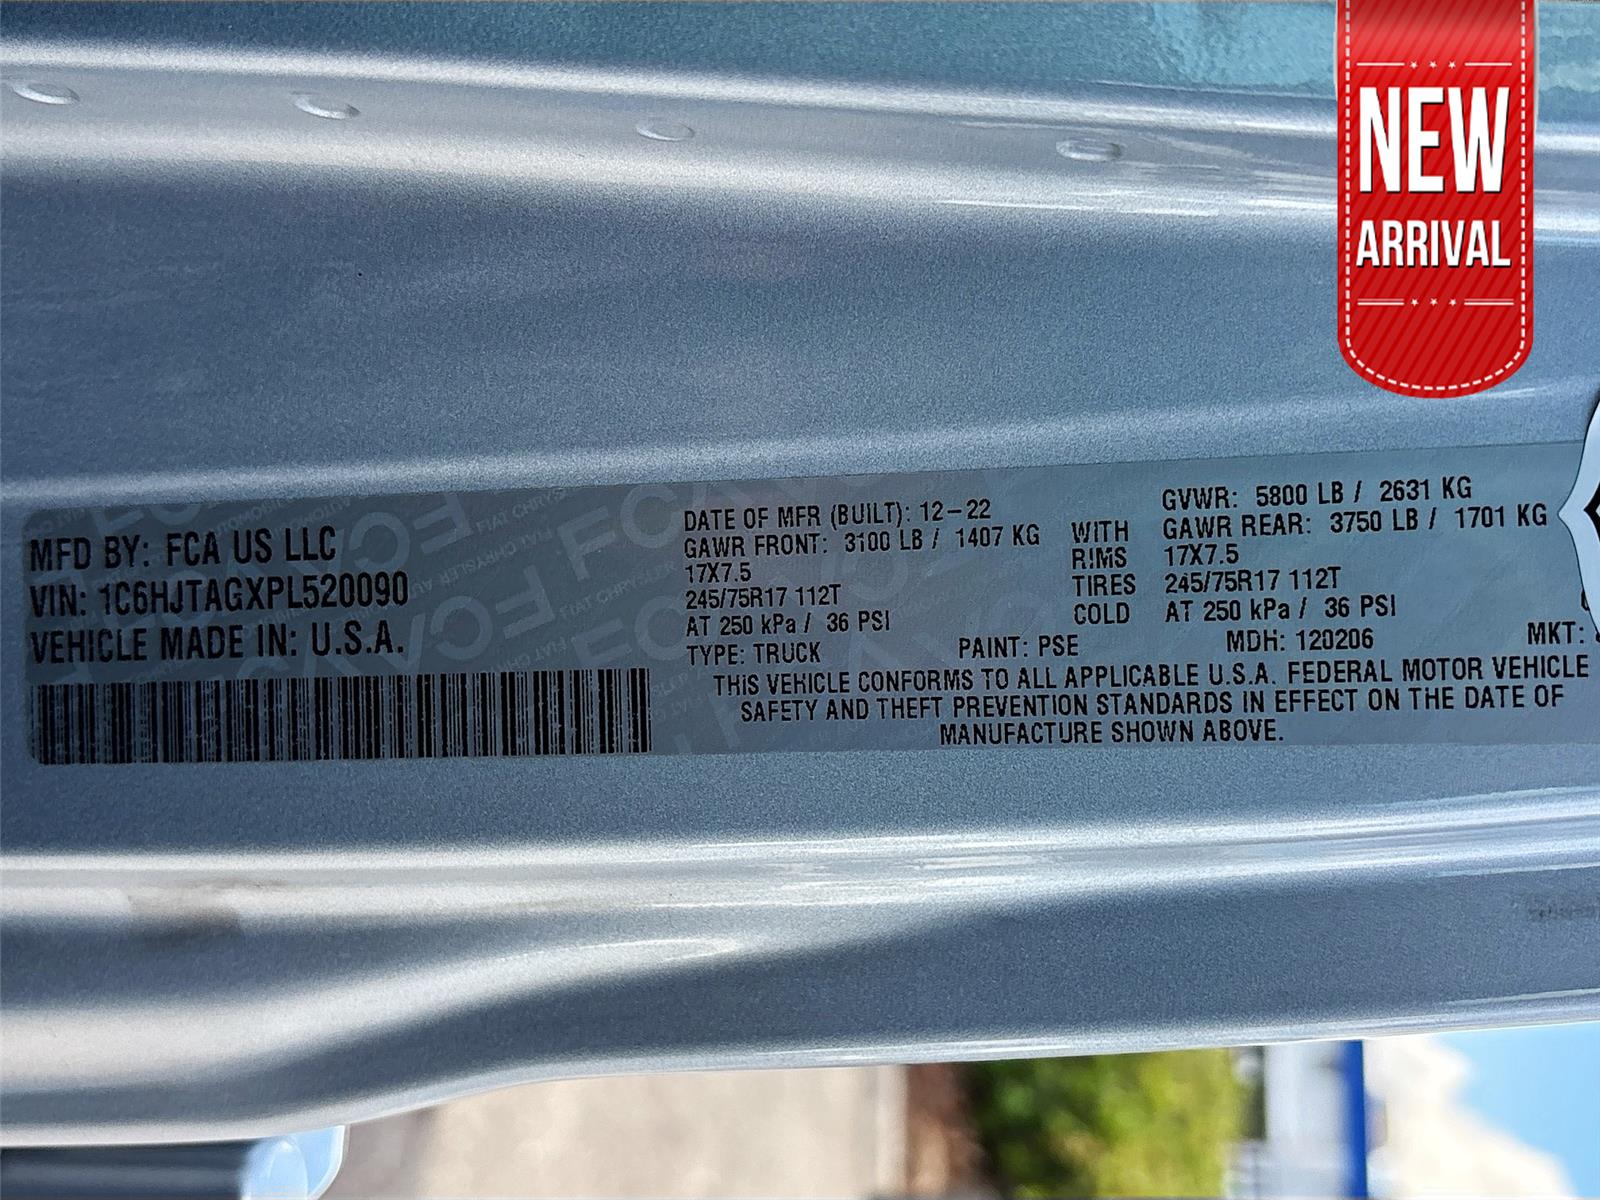 NEW
ARRIVAL
MFD BY: FCA US LLC
VIN: 1C6HJTAGXPL520090
VEHICLE MADE IN: U.S.A.
DATE OF MFR (BUILT): 12-22
GVWR: 5800 LB / 2631 KG
GAWR FRONT: 3100 LB / 1407 KG WITH GAWR REAR: 3750 LB / 1701 KG
17X7.5 RIMS 17X7.5
245/75R17 112T TIRES 245/75R17 112T
AT 250 kPa / 36 PSI COLD AT 250 kPa / 36 PSI
TYPE: TRUCK PAINT: PSE MDH: 120206 MKT:
THIS VEHICLE CONFORMS TO ALL APPLICABLE U.S.A. FEDERAL MOTOR VEHICLE
SAFETY AND THEFT PREVENTION STANDARDS IN EFFECT ON THE DATE OF
MANUFACTURE SHOWN ABOVE.